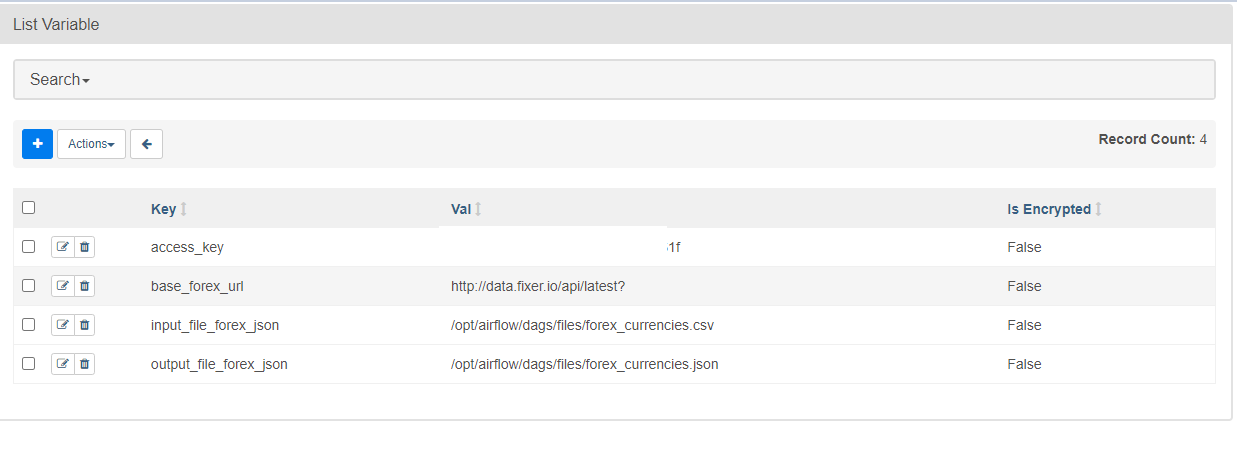 List Variable
Search
Actions
Record Count: 4
Key Val Is Encrypted
access_key 1f False
base_forex_url http://data.fixer.io/api/latest? False
input_file_forex_json /opt/airflow/dags/files/forex_currencies.csv False
output_file_forex_json /opt/airflow/dags/files/forex_currencies.json False